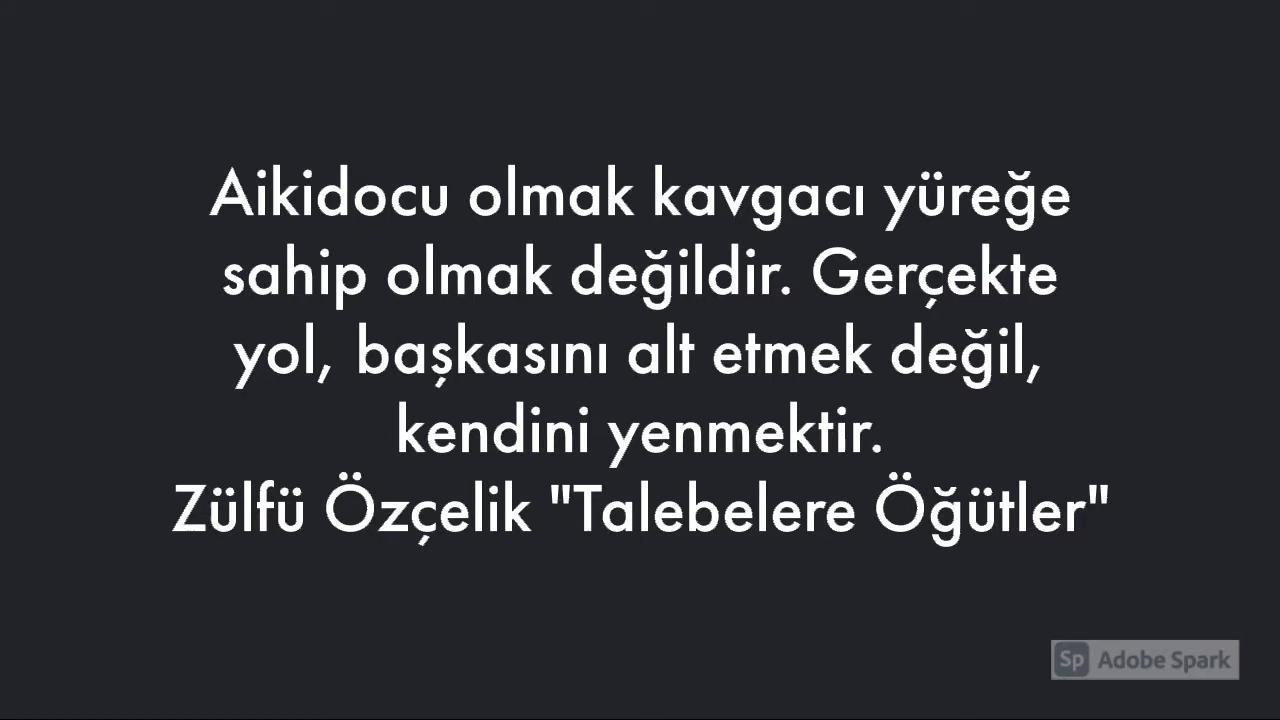 Aikidocu olmak kavgacı yüreğe
sahip olmak değildir. Gerçekte
yol, başkasını alt etmek değil,
kendini yenmektir.
Zülfü Özçelik "Talebelere Öğütler"
Sp Adobe Spark